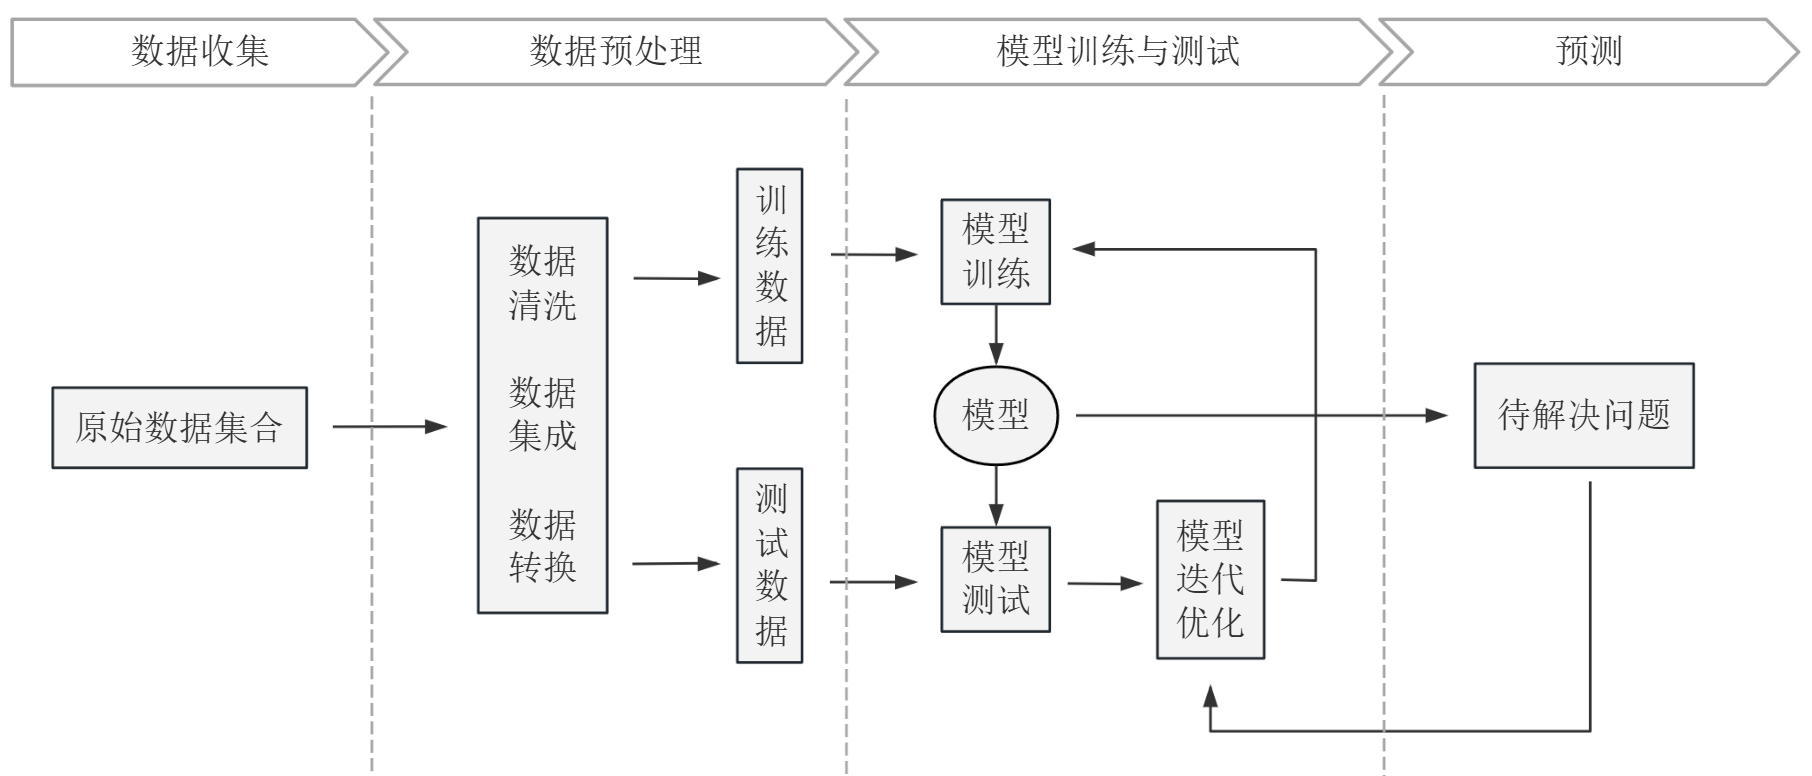 数据收集
数据预处理
模型训练与测试
预测
原始数据集合
数据
清洗
数据
集成
数据
转换
训
练
数
据
测
试
数
据
模型
训练
模型
模型
测试
模型
迭代
优化
待解决问题